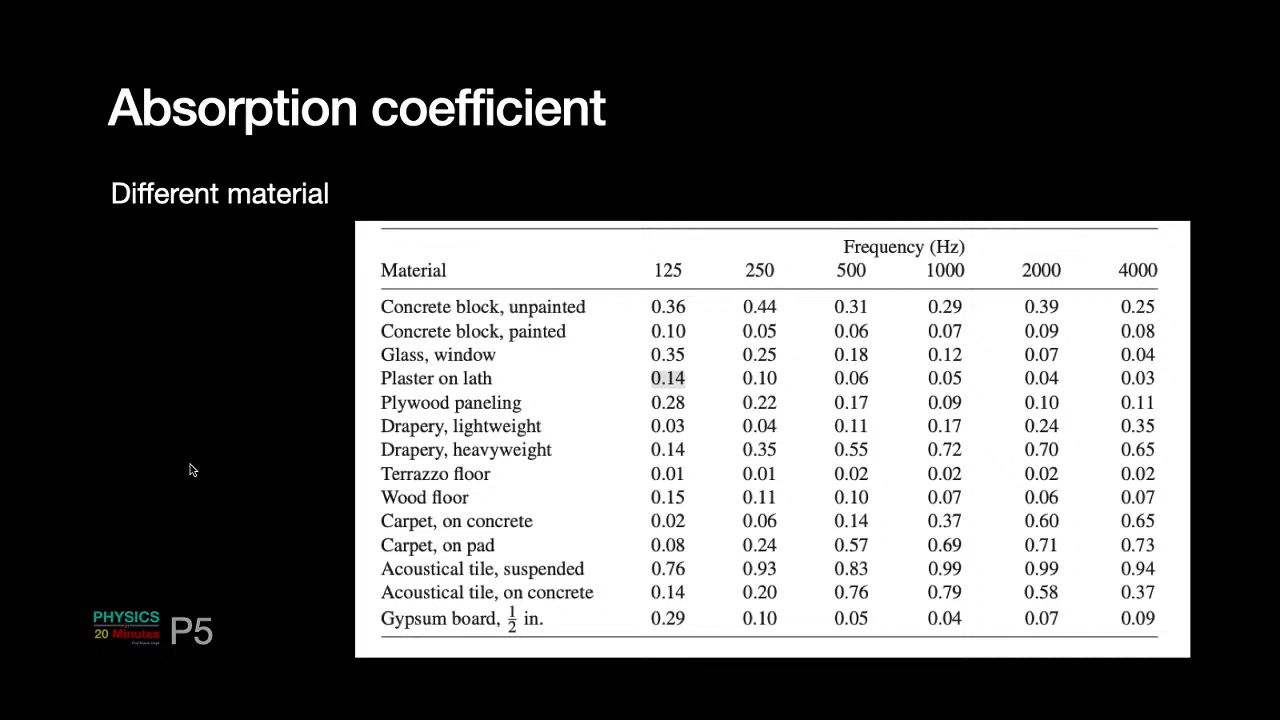 Absorption coefficient
Different material
Frequency (Hz)
Material 125 250 500 1000 2000 4000
Concrete block, unpainted 0.36 0.44 0.31 0.29 0.39 0.25
Concrete block, painted 0.10 0.05 0.06 0.07 0.09 0.08
Glass, window 0.35 0.25 0.18 0.12 0.07 0.04
Plaster on lath 0.14 0.10 0.06 0.05 0.04 0.03
Plywood paneling 0.28 0.22 0.17 0.09 0.10 0.11
Drapery, lightweight 0.03 0.04 0.11 0.17 0.24 0.35
Drapery, heavyweight 0.14 0.35 0.55 0.72 0.70 0.65
Terrazzo floor 0.01 0.01 0.02 0.02 0.02 0.02
Wood floor 0.15 0.11 0.10 0.07 0.06 0.07
Carpet, on concrete 0.02 0.06 0.14 0.37 0.60 0.65
Carpet, on pad 0.08 0.24 0.57 0.69 0.71 0.73
Acoustical tile, suspended 0.76 0.93 0.83 0.99 0.99 0.94
Acoustical tile, on concrete 0.14 0.20 0.76 0.79 0.58 0.37
Gypsum board, 1/2 in. 0.29 0.10 0.05 0.04 0.07 0.09
PHYSICS
20 Minutes
P5